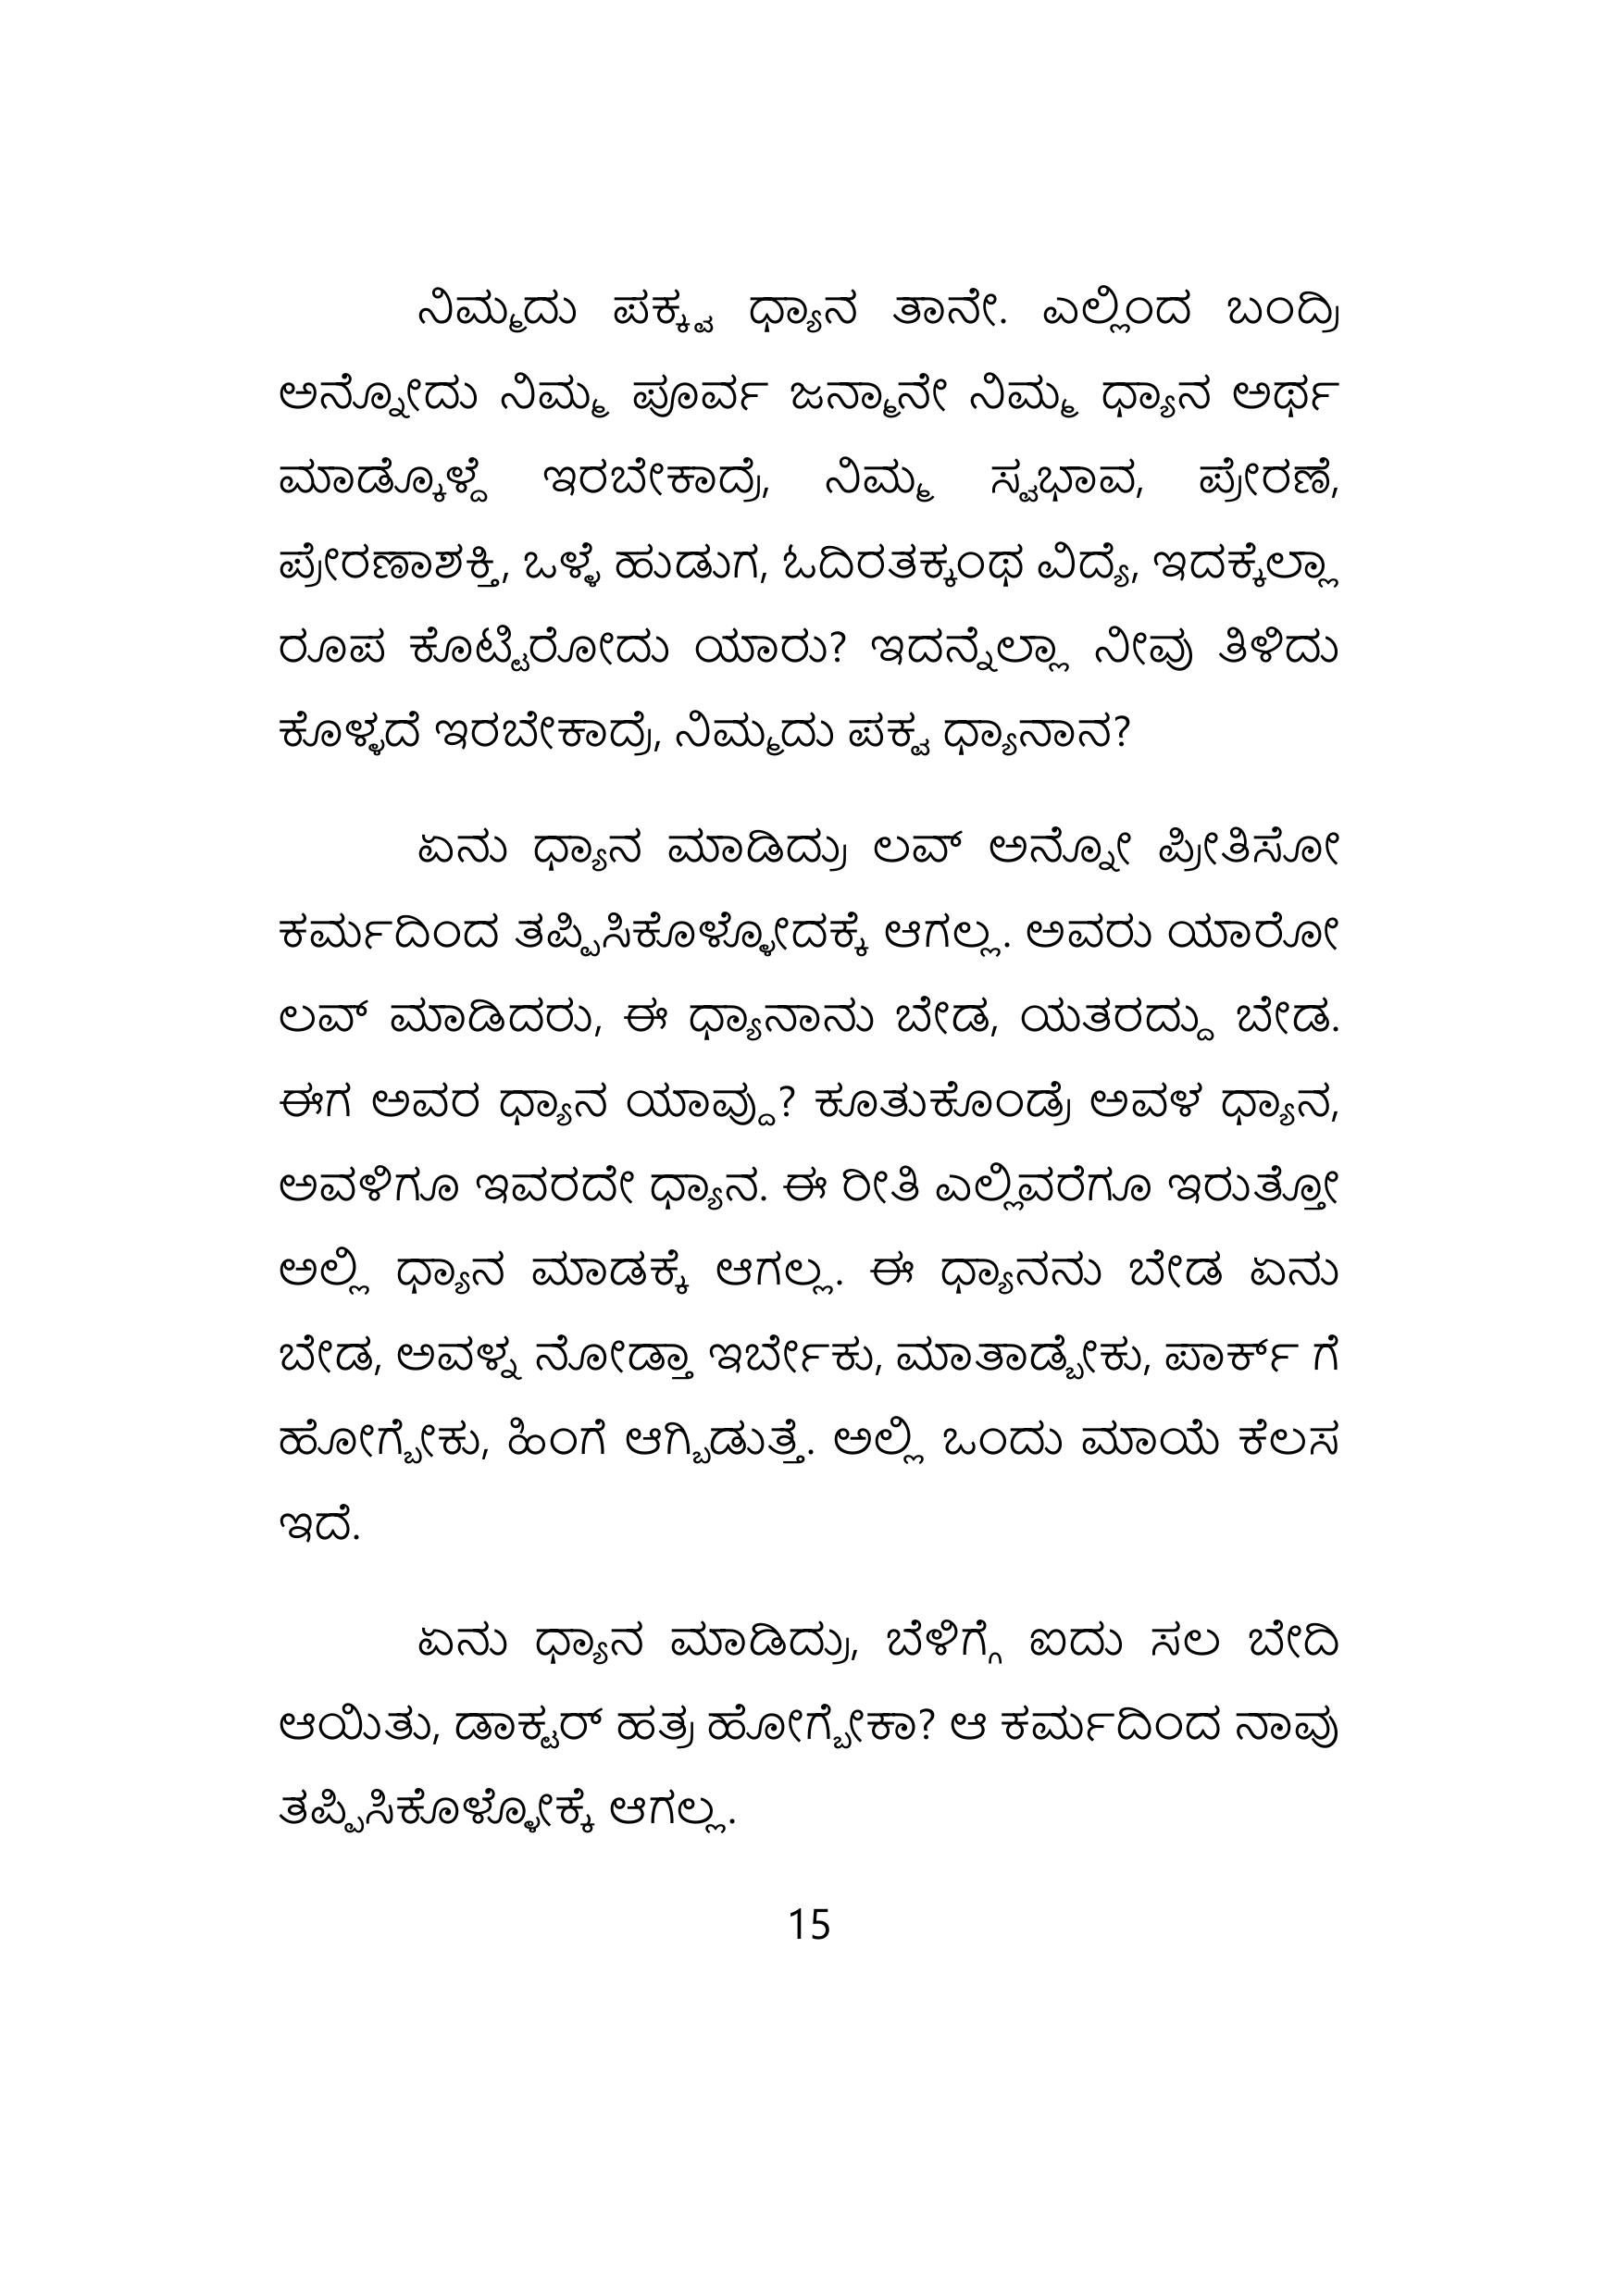 ನಿಮ್ಮದು ಪಕ್ಕ್ವ ಧ್ಯಾನ ತಾನೇ. ಎಲ್ಲಿಂದ ಬಂದ್ರಿ
ಅನ್ನೋದು ನಿಮ್ಮ ಪೂರ್ವ ಜನ್ಮಾನೇ ನಿಮ್ಮ ಧ್ಯಾನ ಅರ್ಥ
ಮಾಡ್ಕೊಳ್ದೆ ಇರಬೇಕಾದ್ರೆ, ನಿಮ್ಮ ಸ್ವಭಾವ, ಪ್ರೇರಣೆ,
ಪ್ರೇರಣಾಶಕ್ತಿ, ಒಳ್ಳೆ ಹುಡುಗ, ಓದಿರತಕ್ಕಂಥ ವಿದ್ಯೆ, ಇದಕ್ಕೆಲ್ಲಾ
ರೂಪ ಕೊಟ್ಟಿರೋದು ಯಾರು? ಇದನ್ನೆಲ್ಲಾ ನೀವು ತಿಳಿದು
ಕೊಳ್ಳದೆ ಇರಬೇಕಾದ್ರೆ, ನಿಮ್ಮದು ಪಕ್ವ ಧ್ಯಾನಾನ?
ಏನು ಧ್ಯಾನ ಮಾಡಿದ್ರು ಲವ್ ಅನ್ನೋ ಪ್ರೀತಿಸೋ
ಕರ್ಮದಿಂದ ತಪ್ಪಿಸಿಕೊಳ್ಳೋದಕ್ಕೆ ಆಗಲ್ಲ. ಅವರು ಯಾರೋ
ಲವ್ ಮಾಡಿದರು, ಈ ಧ್ಯಾನಾನು ಬೇಡ, ಯತರದ್ದು ಬೇಡ.
ಈಗ ಅವರ ಧ್ಯಾನ ಯಾವ್ದು? ಕೂತುಕೊಂಡ್ರೆ ಅವಳ ಧ್ಯಾನ,
ಅವಳಿಗೂ ಇವರದೇ ಧ್ಯಾನ. ಈ ರೀತಿ ಎಲ್ಲಿವರೆಗೂ ಇರುತ್ತೋ
ಅಲ್ಲಿ ಧ್ಯಾನ ಮಾಡಕ್ಕೆ ಆಗಲ್ಲ. ಈ ಧ್ಯಾನನು ಬೇಡ ಏನು
ಬೇಡ, ಅವಳ್ನ ನೋಡ್ತಾ ಇರ್ಬೇಕು, ಮಾತಾಡ್ಬೇಕು, ಪಾರ್ಕ್ ಗೆ
ಹೋಗ್ಬೇಕು, ಹಿಂಗೆ ಆಗ್ಬಿಡುತ್ತೆ. ಅಲ್ಲಿ ಒಂದು ಮಾಯೆ ಕೆಲಸ
ಇದೆ.
ಏನು ಧ್ಯಾನ ಮಾಡಿದ್ರು, ಬೆಳಿಗ್ಗೆ ಐದು ಸಲ ಬೇದಿ
ಆಯಿತು, ಡಾಕ್ಟರ್ ಹತ್ರ ಹೋಗ್ಬೇಕಾ? ಆ ಕರ್ಮದಿಂದ ನಾವು
ತಪ್ಪಿಸಿಕೊಳ್ಳೋಕ್ಕೆ ಆಗಲ್ಲ.
15